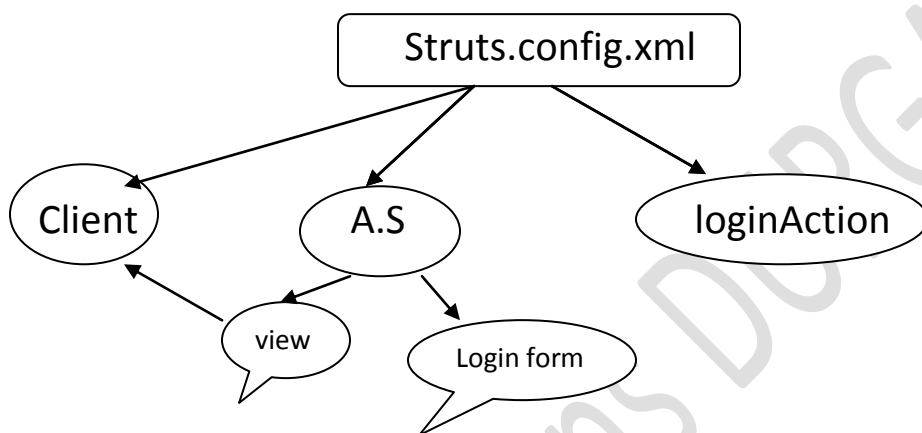 Struts.config.xml
Client
A.S
loginAction
view
Login form